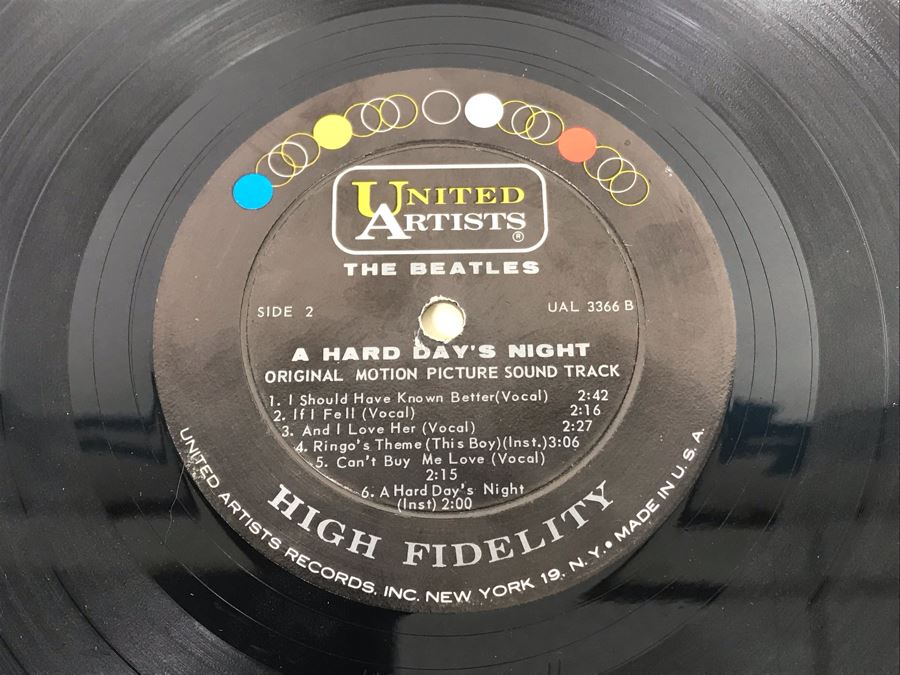 UNITED
ARTISTS
®
THE BEATLES
SIDE 2
UAL 3366 B
A HARD DAY'S NIGHT
ORIGINAL MOTION PICTURE SOUND TRACK
1. I Should Have Known Better(Vocal) 2:42
2. If I Fell (Vocal) 2:16
3. And I Love Her (Vocal) 2:27
4. Ringo's Theme (This Boy)(Inst.)3:06
5. Can't Buy Me Love (Vocal)
2:15
6. A Hard Day's Night
(Inst) 2:00
HIGH FIDELITY
UNITED ARTISTS RECORDS, INC. NEW YORK 19, N.Y. • MADE IN U.S.A.